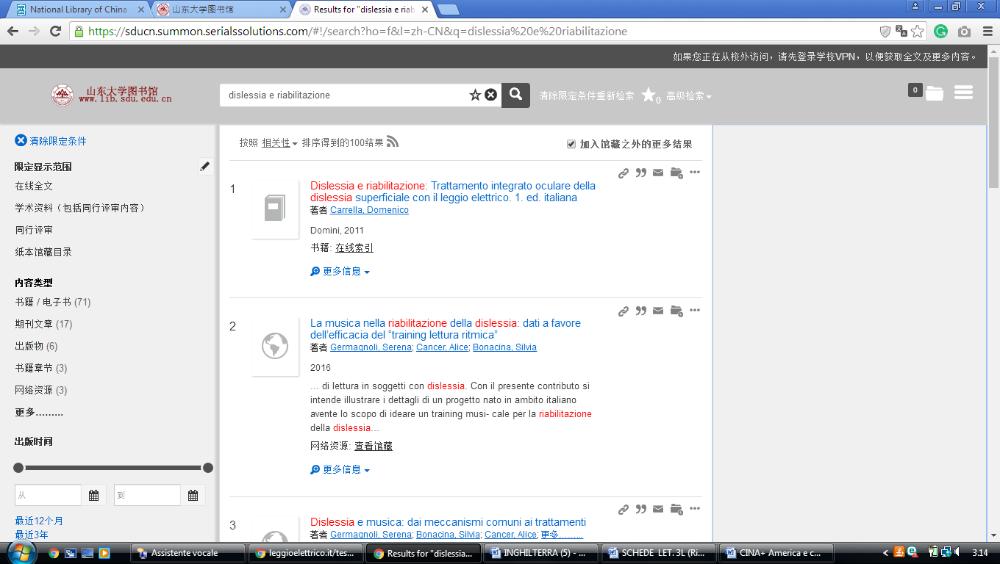 National Library of China
山东大学图书馆
Results for "dislessia e riab
https://sducn.summon.serialssolutions.com/#!/search?ho=f&l=zh-CN&q=dislessia%20e%20riabilitazione
如果您正在从校外访问，请先登录学校VPN，以便获取全文及更多内容。
山东大学图书馆
www.lib.sdu.edu.cn
dislessia e riabilitazione
清除限定条件重新检索
0
高级检索
0
清除限定条件
限定显示范围
在线全文
学术资料（包括同行评审内容）
同行评审
纸本馆藏目录
内容类型
书籍 / 电子书 (71)
期刊文章 (17)
出版物 (6)
书籍章节 (3)
网络资源 (3)
更多.........
出版时间
从
到
最近12个月
最近3年
按照 相关性 排序得到的100结果
加入馆藏之外的更多结果
1
Dislessia e riabilitazione: Trattamento integrato oculare della
dislessia superficiale con il leggio elettrico. 1. ed. italiana
著者 Carrella, Domenico
Domini, 2011
书籍: 在线索引
更多信息
2
La musica nella riabilitazione della dislessia: dati a favore
dell’efficacia del “training lettura ritmica”
著者 Germagnoli, Serena; Cancer, Alice; Bonacina, Silvia
2016
… di lettura in soggetti con dislessia. Con il presente contributo si
intende illustrare i dettagli di un progetto nato in ambito italiano
avente lo scopo di ideare un training musi- cale per la riabilitazione
della dislessia…
网络资源: 查看馆藏
更多信息
3
Dislessia e musica: dai meccanismi comuni ai trattamenti
著者 Germagnoli, Serena; Bonacina, Silvia; Cancer, Alice; 更多.........
Assistente vocale
leggioelettrico.it/tes...
Results for "dislessia...
INGHILTERRA (5) - ...
SCHEDE LET. 3L (Ri...
CINA+ America e c...
3.14